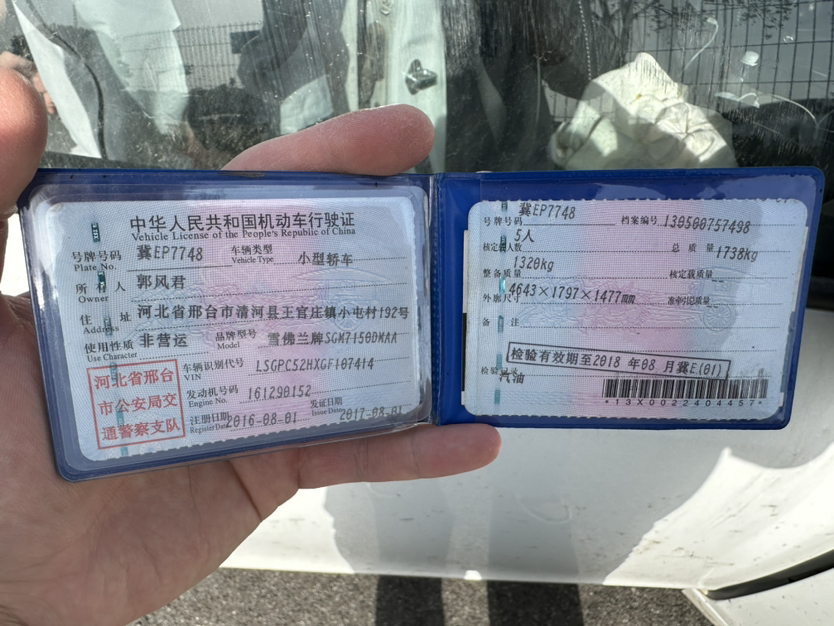 中华人民共和国机动车行驶证
Vehicle License of the People's Republic of China
号牌号码 冀EP7748 车辆类型 小型轿车
Plate No. Vehicle Type
所有人 郭风君
Owner
住址 河北省邢台市清河县王官庄镇小屯村192号
Address
使用性质 非营运 品牌型号 雪佛兰牌SGM7150DMAA
Use Character Model
河北省邢台
市公安局交
通警察支队
车辆识别代号 LSGPC52HXGF107414
VIN
发动机号码 161290152
Engine No.
注册日期 2016-08-01 发证日期 2017-08-01
Register Date Issue Date
号牌号码 冀EP7748 档案编号 130500757498
核定载人数 5人 总质量 1738kg
整备质量 1320kg 核定载质量
外廓尺寸 4643×1797×1477mm 准牵引总质量
备注
检验有效期至2018年08月冀E(01)
检验记录
汽油
*13X0022404457*